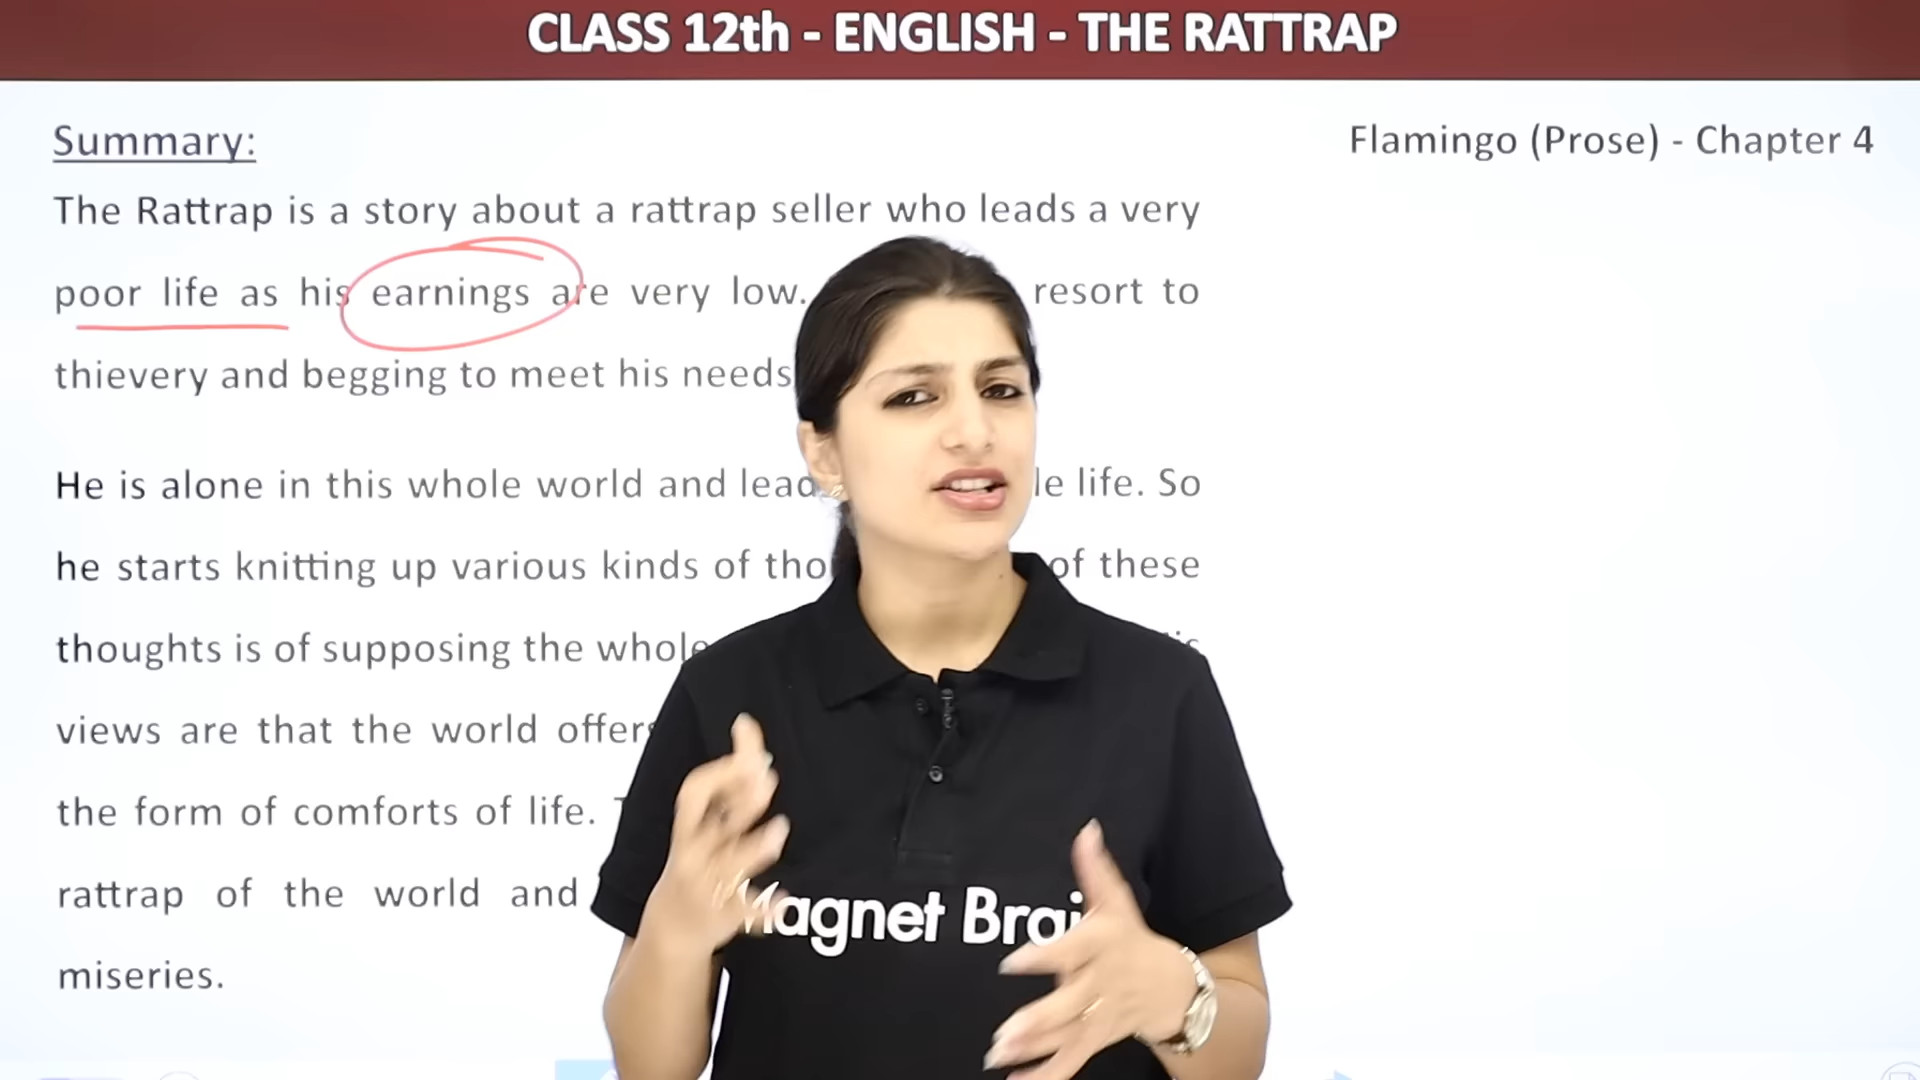 CLASS 12th - ENGLISH - THE RATTRAP
Summary:
Flamingo (Prose) - Chapter 4
The Rattrap is a story about a rattrap seller who leads a very
poor life as his earnings are very low. resort to
thievery and begging to meet his needs
He is alone in this whole world and le life. So
he starts knitting up various kinds of of these
thoughts is of supposing the whole
views are that the world offers
the form of comforts of life.
rattrap of the world and
miseries.
Magnet Brai